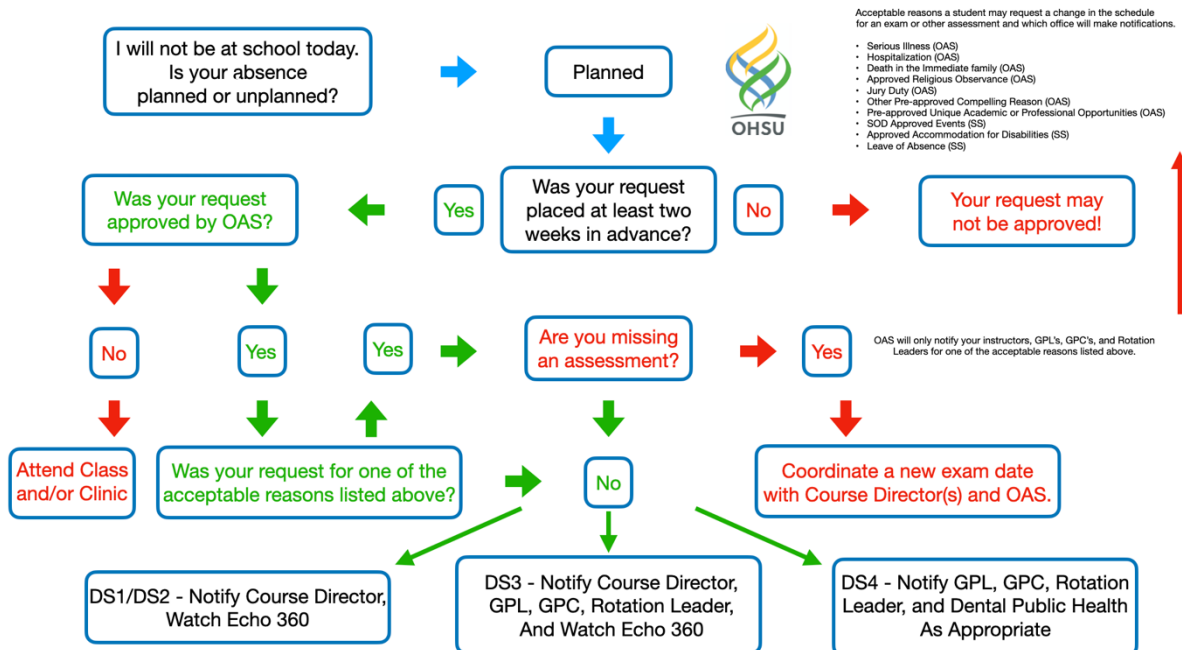 I will not be at school today.
Is your absence
planned or unplanned?
Planned
OHSU
Acceptable reasons a student may request a change in the schedule
for an exam or other assessment and which office will make notifications.
• Serious Illness (OAS)
• Hospitalization (OAS)
• Death in the Immediate family (OAS)
• Approved Religious Observance (OAS)
• Jury Duty (OAS)
• Other Pre-approved Compelling Reason (OAS)
• Pre-approved Unique Academic or Professional Opportunities (OAS)
• SOD Approved Events (SS)
• Approved Accommodation for Disabilities (SS)
• Leave of Absence (SS)
Was your request
approved by OAS?
Yes
Was your request
placed at least two
weeks in advance?
No
Your request may
not be approved!
No
Yes
Yes
Are you missing
an assessment?
Yes
OAS will only notify your instructors, GPL's, GPC's, and Rotation
Leaders for one of the acceptable reasons listed above.
Attend Class
and/or Clinic
Was your request for one of the
acceptable reasons listed above?
No
Coordinate a new exam date
with Course Director(s) and OAS.
DS1/DS2 - Notify Course Director,
Watch Echo 360
DS3 - Notify Course Director,
GPL, GPC, Rotation Leader,
And Watch Echo 360
DS4 - Notify GPL, GPC, Rotation
Leader, and Dental Public Health
As Appropriate